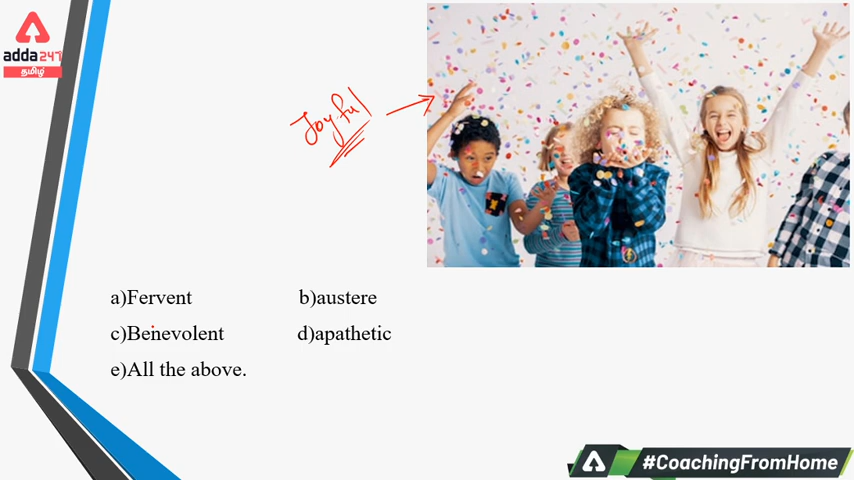 adda247
தமிழ்
Joyful
a)Fervent b)austere
c)Benevolent d)apathetic
e)All the above.
#CoachingFromHome